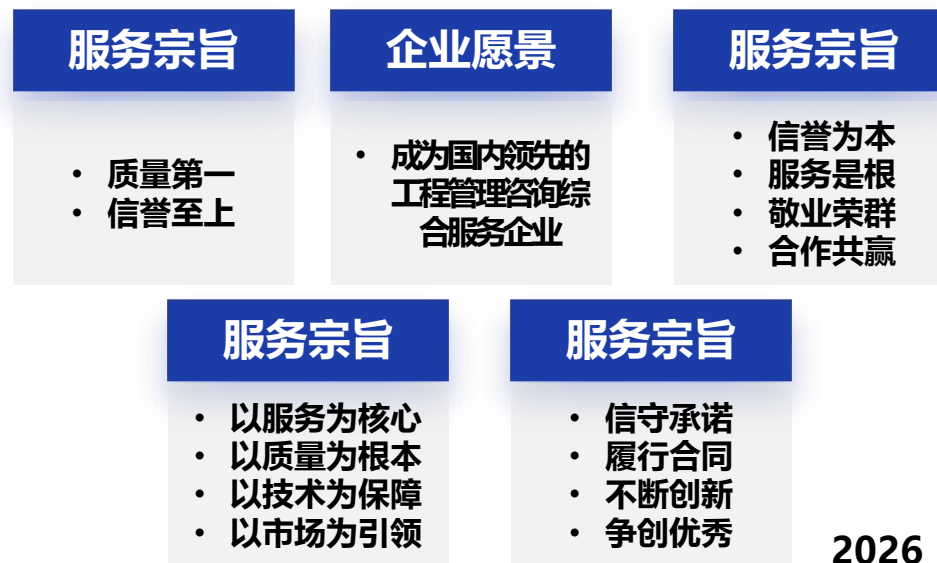 服务宗旨
• 质量第一
• 信誉至上
企业愿景
• 成为国内领先的
工程管理咨询综
合服务企业
服务宗旨
• 信誉为本
• 服务是根
• 敬业荣群
• 合作共赢
服务宗旨
• 以服务为核心
• 以质量为根本
• 以技术为保障
• 以市场为引领
服务宗旨
• 信守承诺
• 履行合同
• 不断创新
• 争创优秀
2026